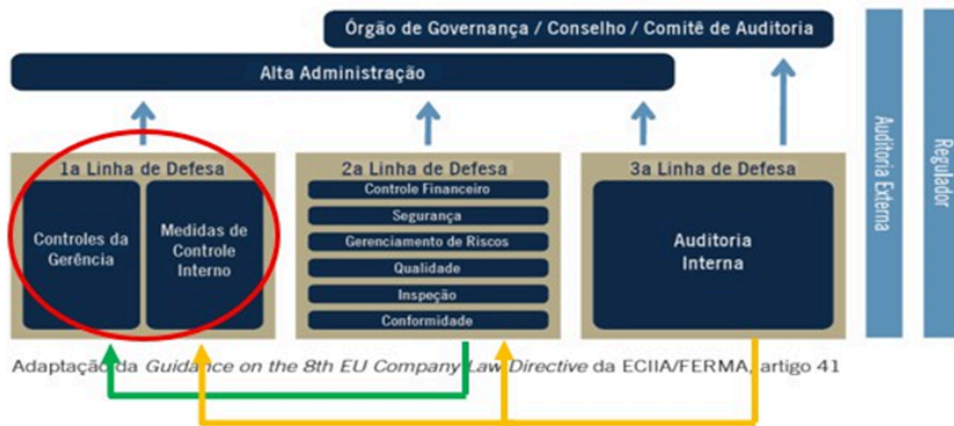 Órgão de Governança / Conselho / Comitê de Auditoria
Alta Administração
1a Linha de Defesa
Controles da
Gerência
Medidas de
Controle
Interno
2a Linha de Defesa
Controle Financeiro
Segurança
Gerenciamento de Riscos
Qualidade
Inspeção
Conformidade
3a Linha de Defesa
Auditoria
Interna
Auditoria Externa
Regulador
Adaptação da Guidance on the 8th EU Company Law Directive da ECIIA/FERMA, artigo 41